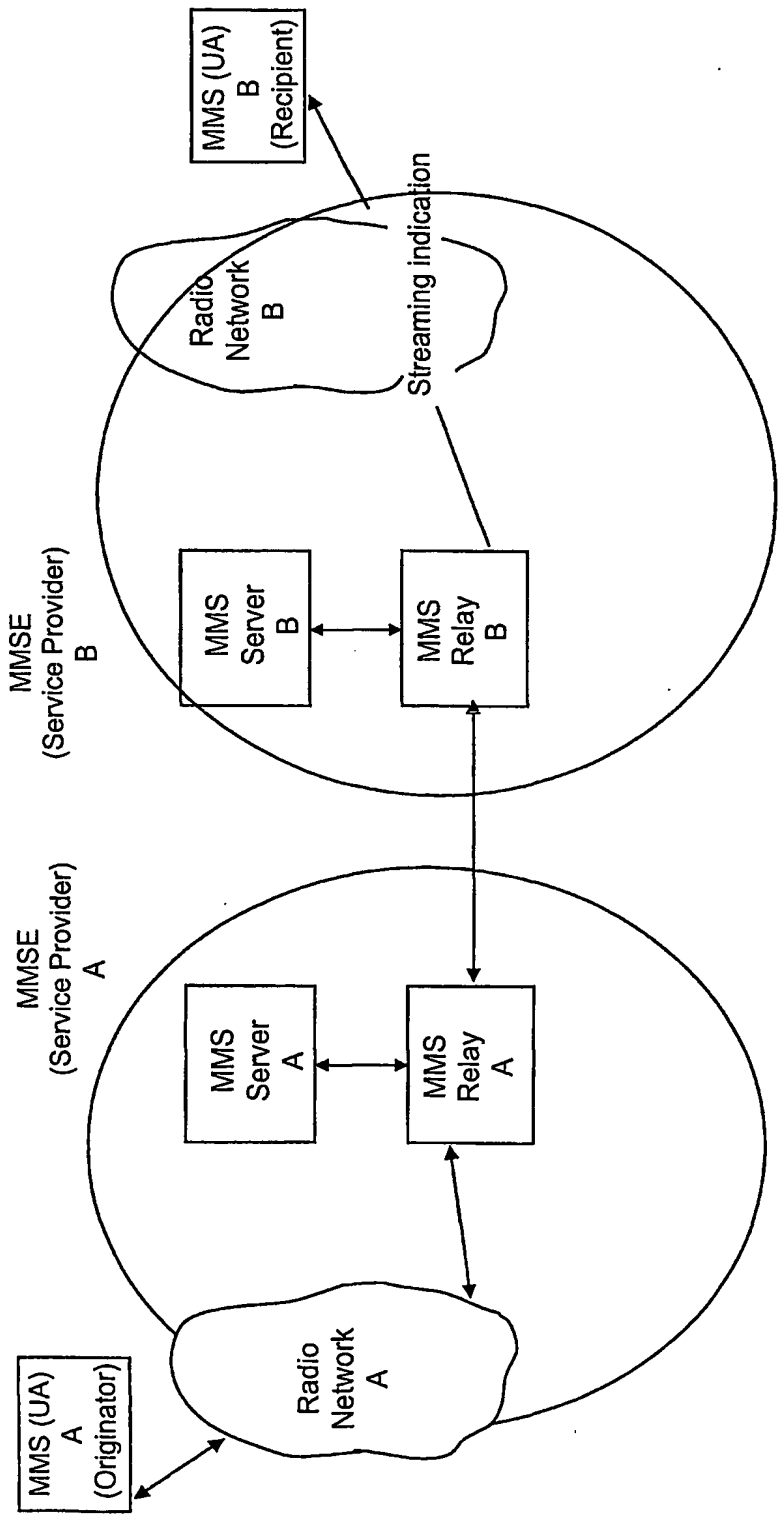 MMSE
(Service Provider)
A
MMSE
(Service Provider)
B
MMS (UA)
A
(Originator)
Radio
Network
A
MMS
Server
A
MMS
Relay
A
MMS
Server
B
MMS
Relay
B
Radio
Network
B
Streaming indication
MMS (UA)
B
(Recipient)